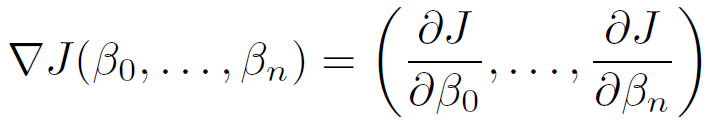 ∇J(β₀, . . . , βₙ) = (∂J/∂β₀, . . . , ∂J/∂βₙ)